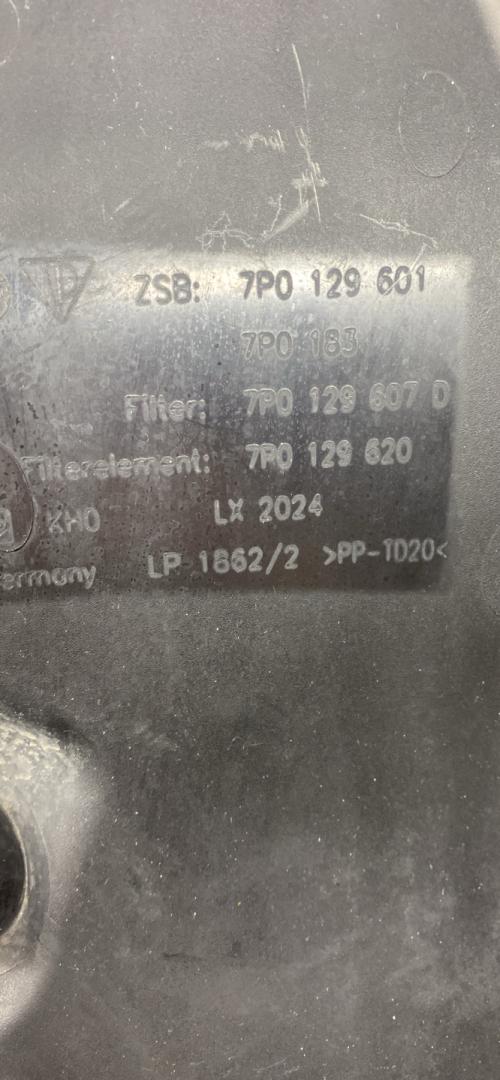 ZSB: 7P0 129 601
7P0 183
Filter: 7P0 129 607 D
Filterelement: 7P0 129 620
KHO LX 2024
ermany LP 1862/2 >PP-TD20<